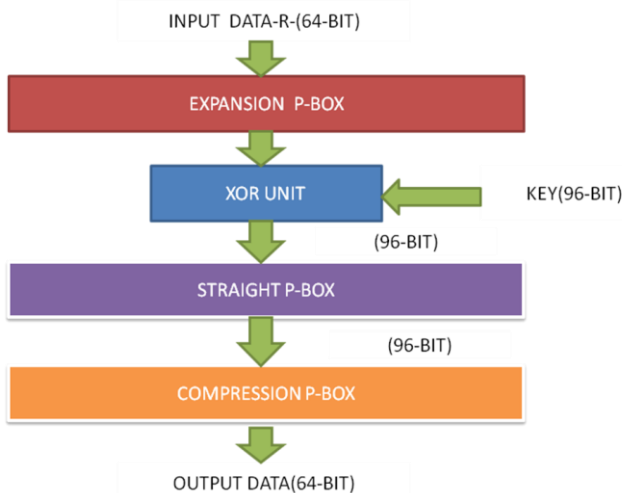 INPUT DATA-R-(64-BIT)
EXPANSION P-BOX
XOR UNIT
KEY(96-BIT)
(96-BIT)
STRAIGHT P-BOX
(96-BIT)
COMPRESSION P-BOX
OUTPUT DATA(64-BIT)